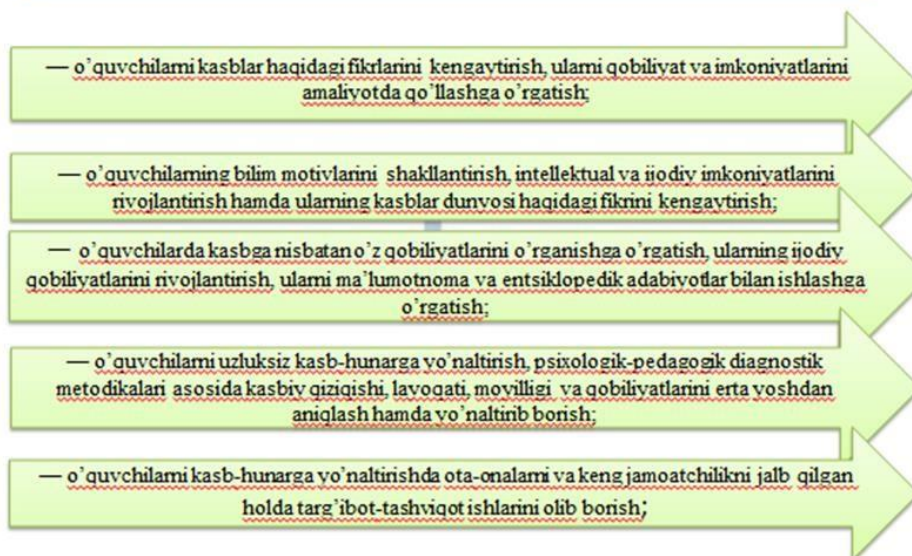 — o’quvchilarni kasblar haqidagi fikrlarini kengaytirish, ularni qobiliyat va imkoniyatlarini
amaliyotda qo’llashga o’rgatish;
— o’quvchilarning bilim motivlarini shakllantirish, intellektual va ijodiy imkoniyatlarini
rivojlantirish hamda ularning kasblar dunyosi haqidagi fikrini kengaytirish;
— o’quvchilarda kasbga nisbatan o’z qobiliyatlarini o’rganishga o’rgatish, ularning ijodiy
qobiliyatlarini rivojlantirish, ularni ma’lumotnoma va entsiklopedik adabiyotlar bilan ishlashga
o’rgatish;
— o’quvchilarni uzluksiz kasb-hunarga yo’naltirish, psixologik-pedagogik diagnostik
metodikalari asosida kasbiy qiziqishi, layoqati, moyilligi va qobiliyatlarini erta yoshdan
aniqlash hamda yo’naltirib borish;
— o’quvchilarni kasb-hunarga yo’naltirishda ota-onalarni va keng jamoatchilikni jalb qilgan
holda targ’ibot-tashviqot ishlarini olib borish;